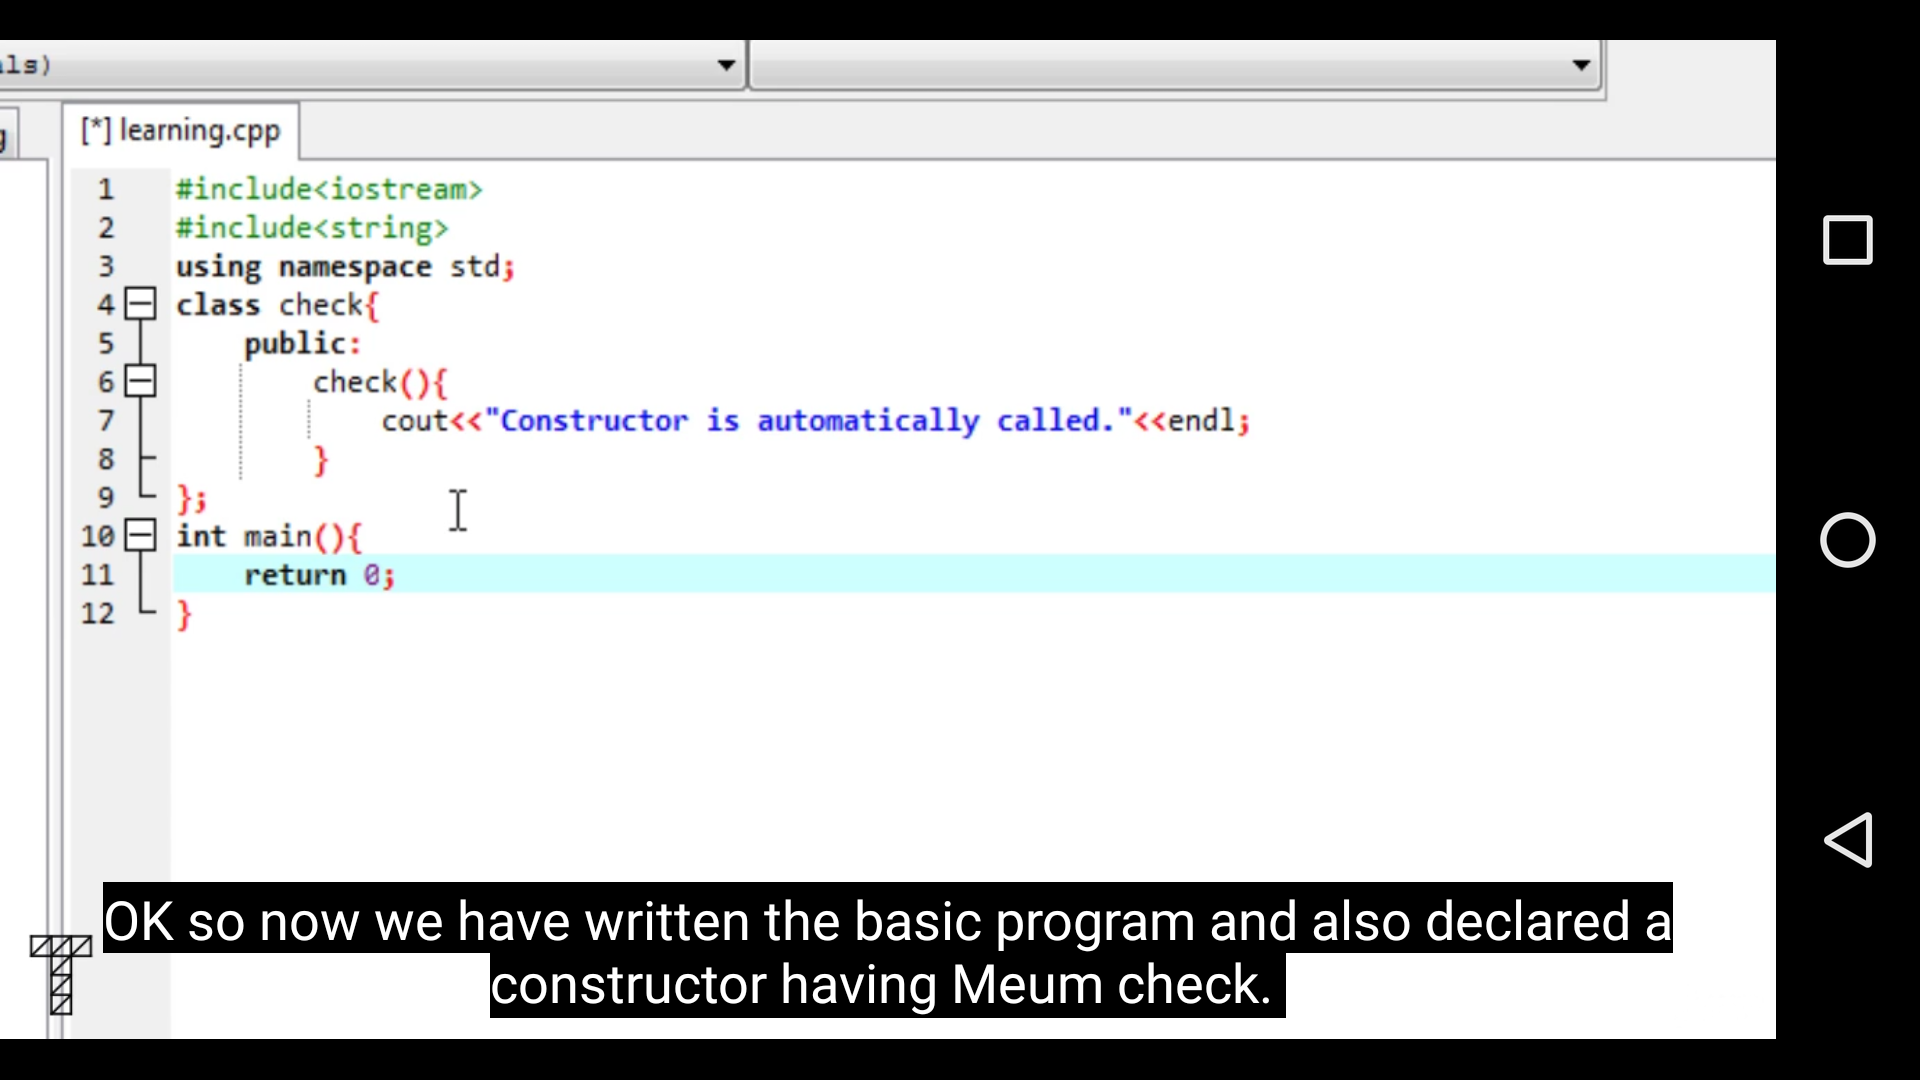 ls)
[*] learning.cpp
1 #include<iostream>
2 #include<string>
3 using namespace std;
4 class check{
5 public:
6 check(){
7 cout<<"Constructor is automatically called."<<endl;
8 }
9 };
10 int main(){
11 return 0;
12 }
OK so now we have written the basic program and also declared a
constructor having Meum check.